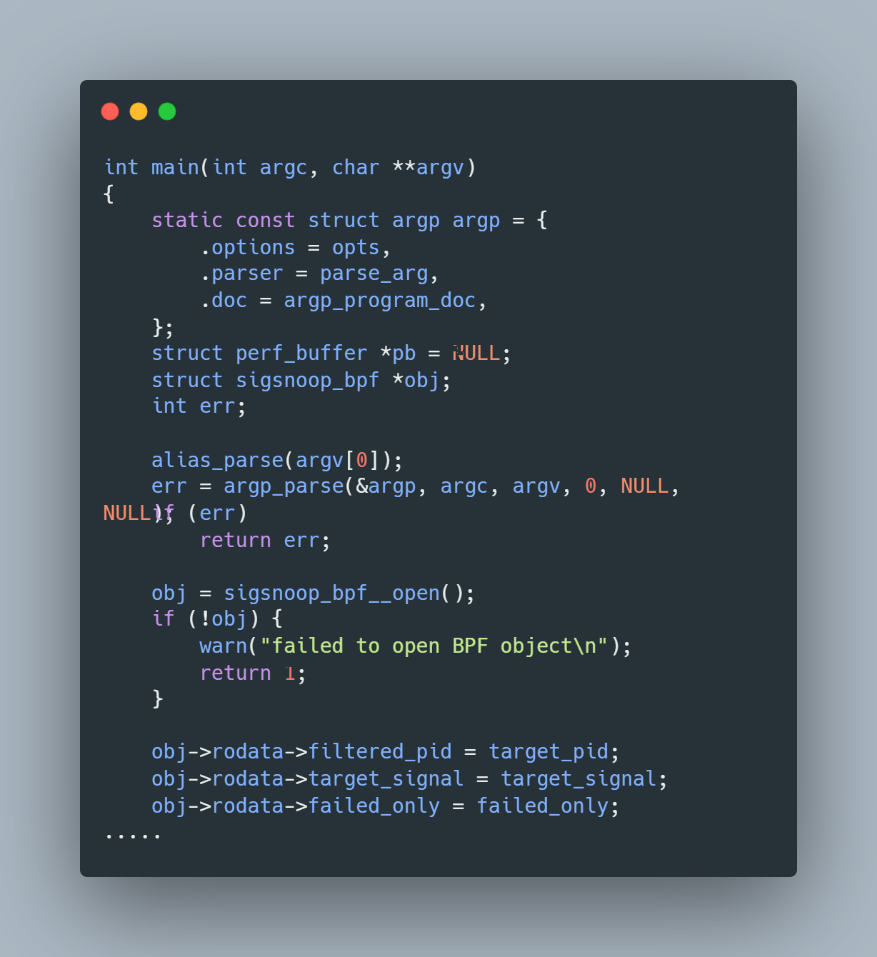 int main(int argc, char **argv)
{
    static const struct argp argp = {
        .options = opts,
        .parser = parse_arg,
        .doc = argp_program_doc,
    };
    struct perf_buffer *pb = NULL;
    struct sigsnoop_bpf *obj;
    int err;

    alias_parse(argv[0]);
    err = argp_parse(&argp, argc, argv, 0, NULL,
NULL);
    if (err)
        return err;

    obj = sigsnoop_bpf__open();
    if (!obj) {
        warn("failed to open BPF object\n");
        return 1;
    }

    obj->rodata->filtered_pid = target_pid;
    obj->rodata->target_signal = target_signal;
    obj->rodata->failed_only = failed_only;
.....